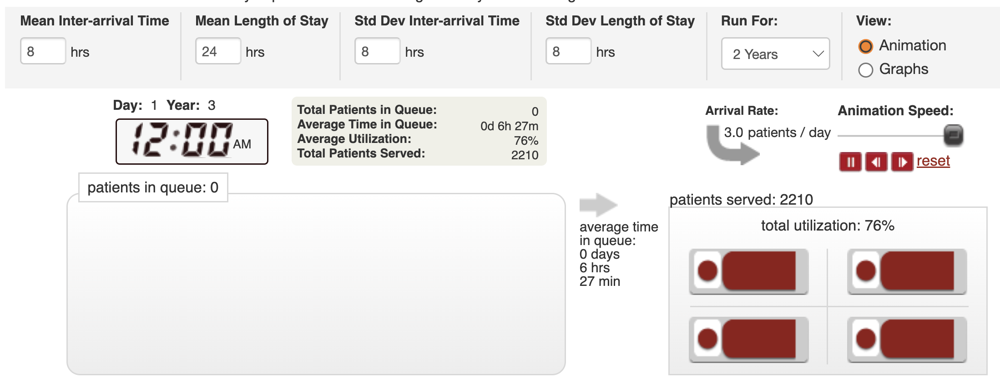 Mean Inter-arrival Time
8 hrs
Mean Length of Stay
24 hrs
Std Dev Inter-arrival Time
8 hrs
Std Dev Length of Stay
8 hrs
Run For:
2 Years
View:
Animation
Graphs
Day: 1 Year: 3
12:00 AM
Total Patients in Queue: 0
Average Time in Queue: 0d 6h 27m
Average Utilization: 76%
Total Patients Served: 2210
Arrival Rate:
3.0 patients / day
Animation Speed:
reset
patients in queue: 0
average time
in queue:
0 days
6 hrs
27 min
patients served: 2210
total utilization: 76%